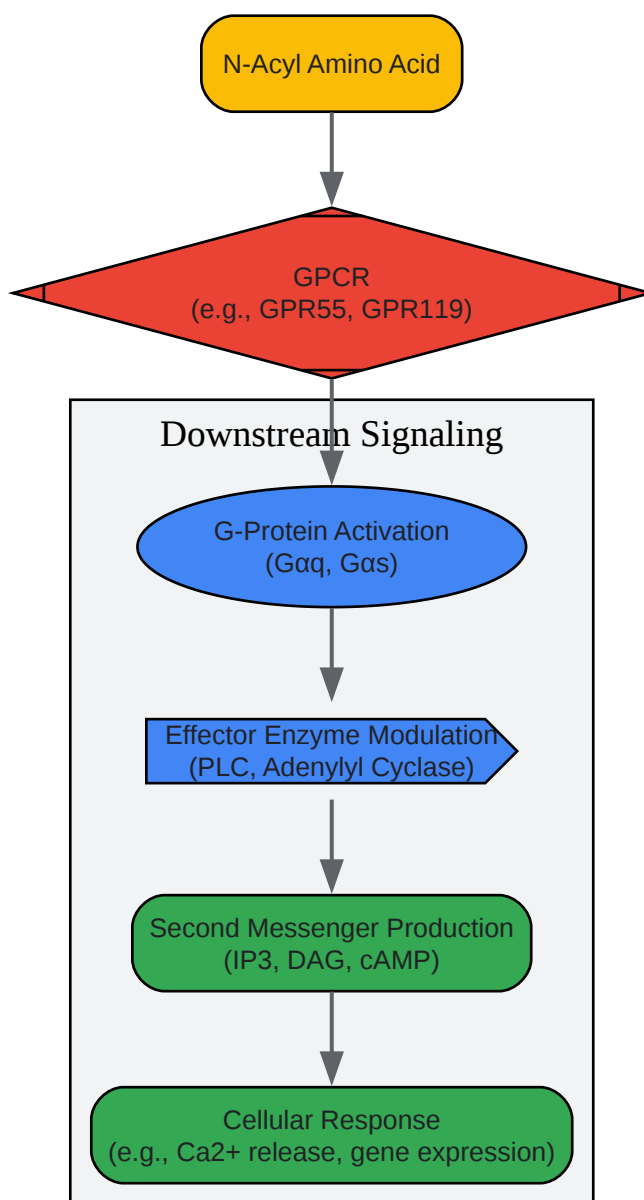 N-Acyl Amino Acid
GPCR
(e.g., GPR55, GPR119)
Downstream Signaling
G-Protein Activation
(Gαq, Gαs)
Effector Enzyme Modulation
(PLC, Adenylyl Cyclase)
Second Messenger Production
(IP3, DAG, cAMP)
Cellular Response
(e.g., Ca2+ release, gene expression)